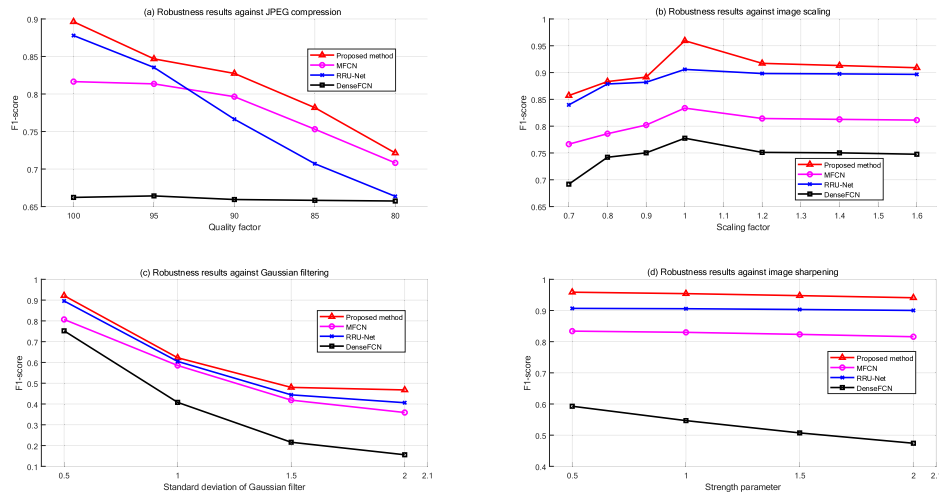 (a) Robustness results against JPEG compression
0.9
0.85
0.8
0.75
0.7
0.65
F1-score
100
95
90
85
80
Quality factor
Proposed method
MFCN
RRU-Net
DenseFCN
(b) Robustness results against image scaling
1
0.95
0.9
0.85
0.8
0.75
0.7
0.65
F1-score
0.7
0.8
0.9
1
1.1
1.2
1.3
1.4
1.5
1.6
Scaling factor
Proposed method
MFCN
RRU-Net
DenseFCN
(c) Robustness results against Gaussian filtering
1
0.9
0.8
0.7
0.6
0.5
0.4
0.3
0.2
0.1
F1-score
0.5
1
1.5
2
2.1
Standard deviation of Gaussian filter
Proposed method
MFCN
RRU-Net
DenseFCN
(d) Robustness results against image sharpening
1
0.9
0.8
0.7
0.6
0.5
0.4
F1-score
0.5
1
1.5
2
2.
Strength parameter
Proposed method
MFCN
RRU-Net
DenseFCN